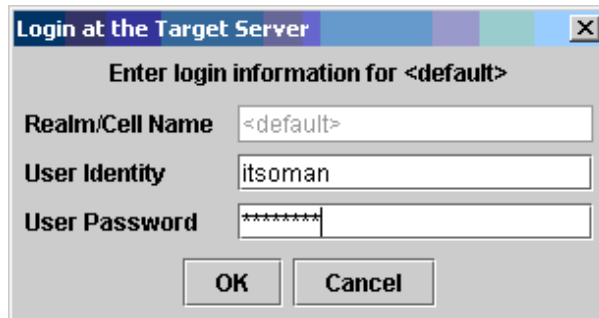 Login at the Target Server
Enter login information for <default>
Realm/Cell Name <default>
User Identity itsoman
User Password ********
OK Cancel